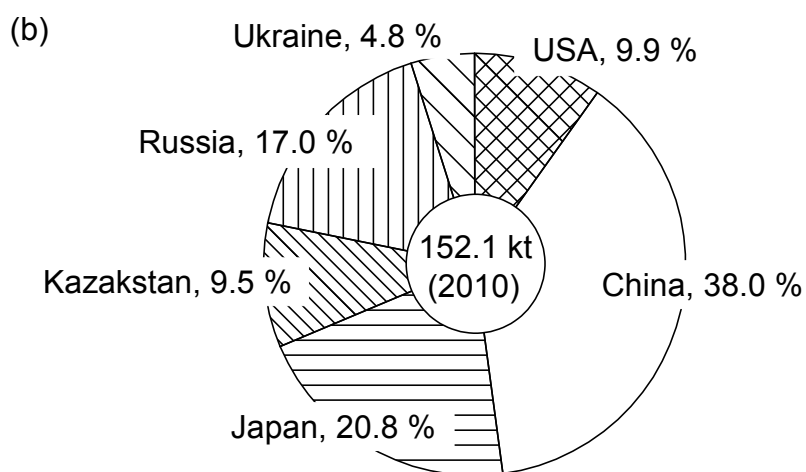 (b)
Ukraine, 4.8 %
USA, 9.9 %
Russia, 17.0 %
152.1 kt
(2010)
Kazakstan, 9.5 %
China, 38.0 %
Japan, 20.8 %